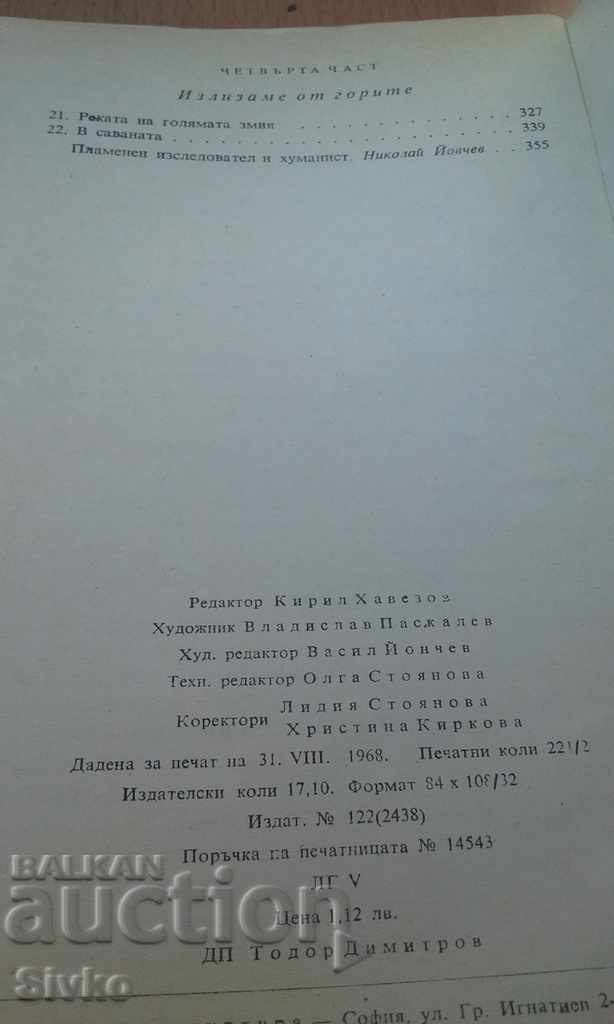 ЧЕТВЪРТА ЧАСТ
Излизаме от горите
21. Реката на голямата змия . . . . . . . . . . . . . 327
22. В саваната . . . . . . . . . . . . . . . . . . . . 339
Пламенен изследовател и хуманист. Николай Йовчев . . 355
Редактор Кирил Хавезов
Художник Владислав Паскалев
Худ. редактор Васил Йончев
Техн. редактор Олга Стоянова
Коректори Лидия Стоянова
Христина Киркова
Дадена за печат на 31. VIII. 1968. Печатни коли 221/2
Издателски коли 17,10. Формат 84 x 108/32
Издат. № 122(2438)
Поръчка на печатницата № 14543
ЛГ V
Цена 1,12 лв.
ДП Тодор Димитров
— София, ул. Гр. Игнатиев 2-
BALKAN
auction
Sivko